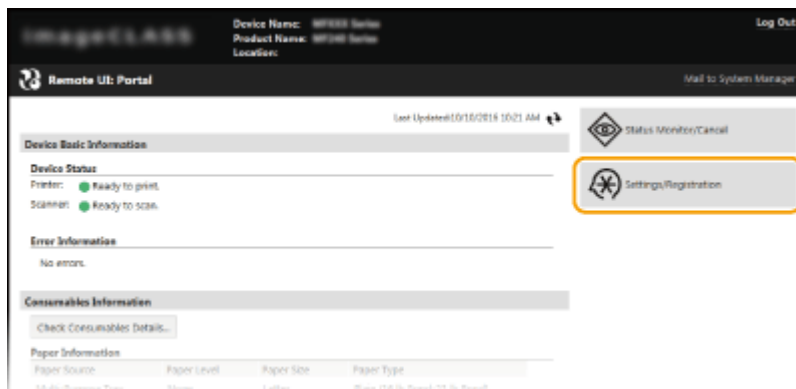 Device Name:
Log Out
Product Name:
Location:
Remote UI: Portal
Mail to System Manager
Last Updated:10/10/2016 10:21 AM
Device Basic Information
Status Monitor/Cancel
Device Status
Printer: Ready to print.
Settings/Registration
Scanner: Ready to scan.
Error Information
No errors.
Consumables Information
Check Consumables Details...
Paper Information
Paper Source Paper Level Paper Size Paper Type